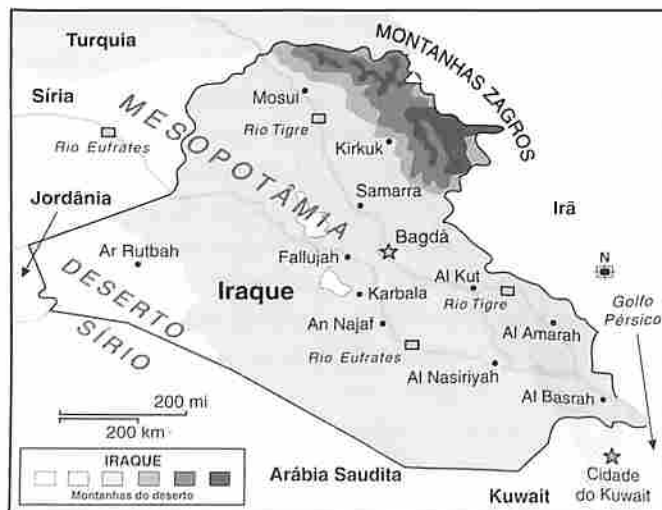 Turquia
MONTANHAS ZAGROS
Síria
Mosul
MESOPOTÂMIA
Rio Tigre
Rio Eufrates
Kirkuk
Samarra
Jordânia
Irã
Bagdá
Ar Rutbah
Fallujah
N
Al Kut
DESERTO
SÍRIO
Iraque
Karbala
Rio Tigre
Golfo
Pérsico
An Najaf
Al Amarah
Rio Eufrates
Al Nasiriyah
Al Basrah
200 mi
200 km
IRAQUE
Montanhas do deserto
Arábia Saudita
Kuwait
Cidade
do Kuwait